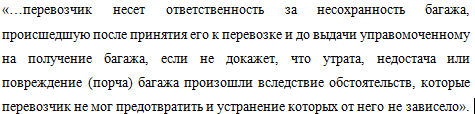 «…перевозчик несет ответственность за несохранность багажа,
происшедшую после принятия его к перевозке и до выдачи управомоченному
на получение багажа, если не докажет, что утрата, недостача или
повреждение (порча) багажа произошли вследствие обстоятельств, которые
перевозчик не мог предотвратить и устранение которых от него не зависело».